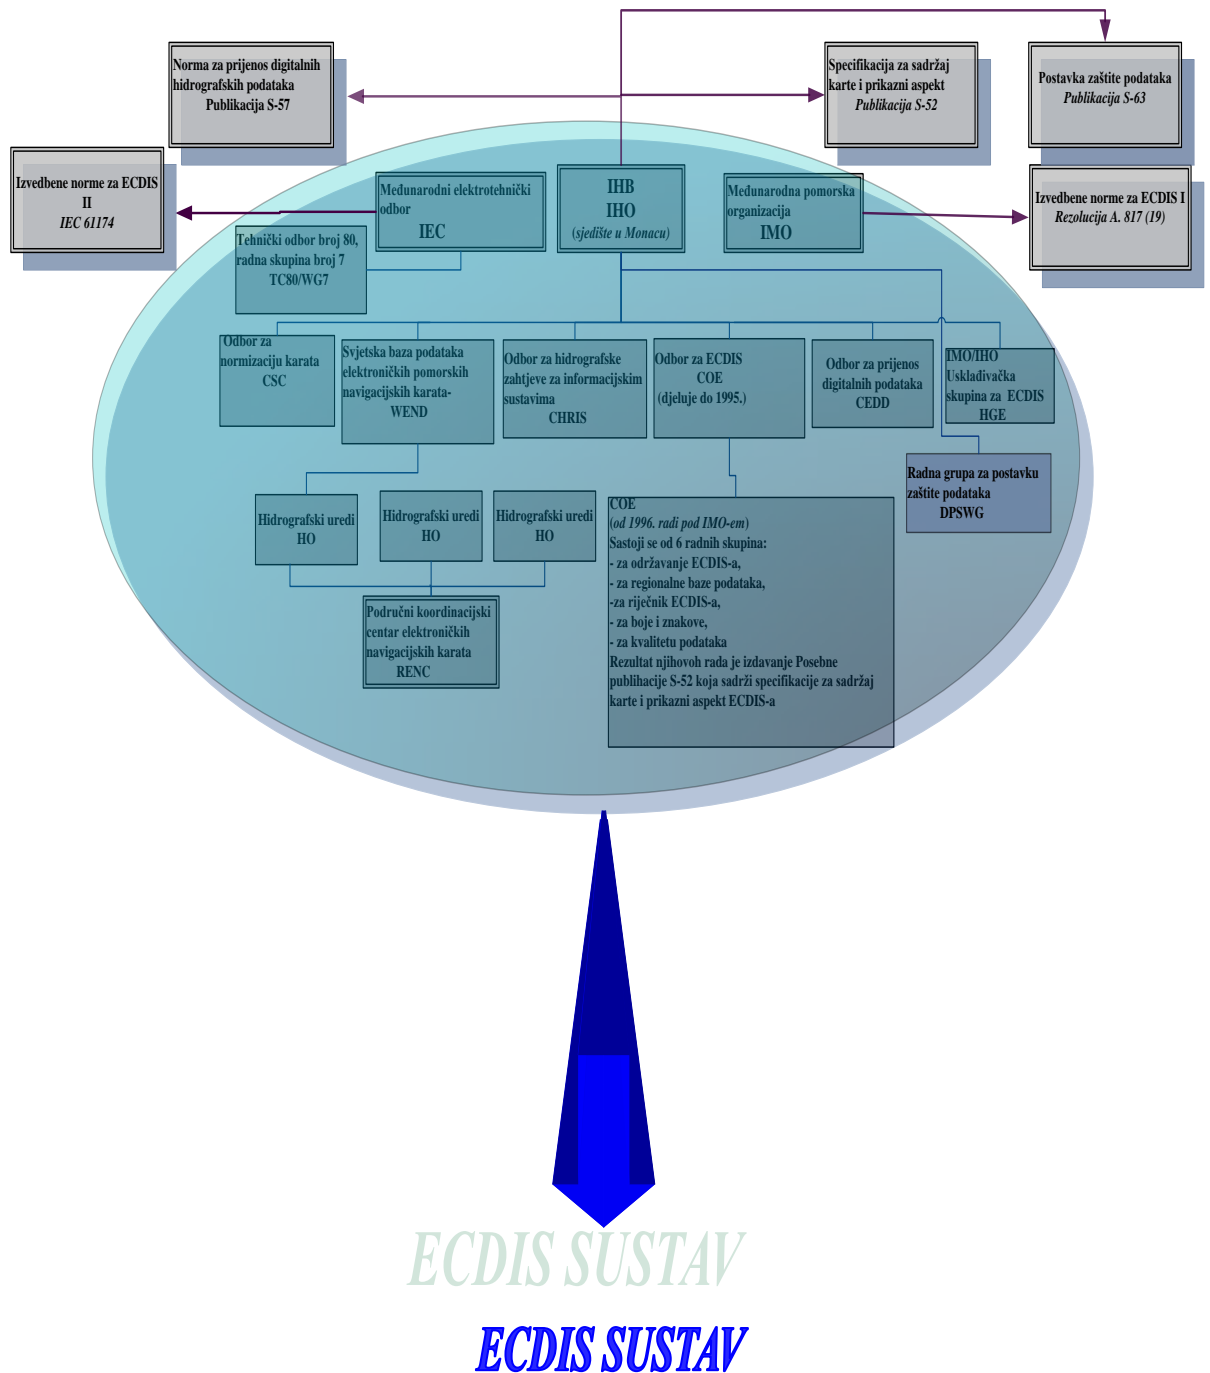 Norma za prijenos digitalnih
hidrografskih podataka
Publikacija S-57
Specifikacija za sadržaj
karte i prikazni aspekt
Publikacija S-52
Postavka zaštite podataka
Publikacija S-63
Izvedbene norme za ECDIS
II
IEC 61174
Međunarodni elektrotehnički
odbor
IEC
IHB
IHO
(sjedište u Monacu)
Međunarodna pomorska
organizacija
IMO
Izvedbene norme za ECDIS I
Rezolucija A. 817 (19)
Tehnički odbor broj 80,
radna skupina broj 7
TC80/WG7
Odbor za
normizaciju karata
CSC
Svjetska baza podataka
elektroničkih pomorskih
navigacijskih karata-
WEND
Odbor za hidrografske
zahtjeve za informacijskim
sustavima
CHRIS
Odbor za ECDIS
COE
(djeluje do 1995.)
Odbor za prijenos
digitalnih podataka
CEDD
IMO/IHO
Usklađivačka
skupina za ECDIS
HGE
Radna grupa za postavku
zaštite podataka
DPSWG
Hidrografski uredi
HO
Hidrografski uredi
HO
Hidrografski uredi
HO
Područni koordinacijski
centar elektroničkih
navigacijskih karata
RENC
COE
(od 1996. radi pod IMO-em)
Sastoji se od 6 radnih skupina:
- za održavanje ECDIS-a,
- za regionalne baze podataka,
-za riječnik ECDIS-a,
- za boje i znakove,
- za kvalitetu podataka
Rezultat njihovoh rada je izdavanje Posebne
publihacije S-52 koja sadrži specifikacije za sadržaj
karte i prikazni aspekt ECDIS-a
ECDIS SUSTAV
ECDIS SUSTAV